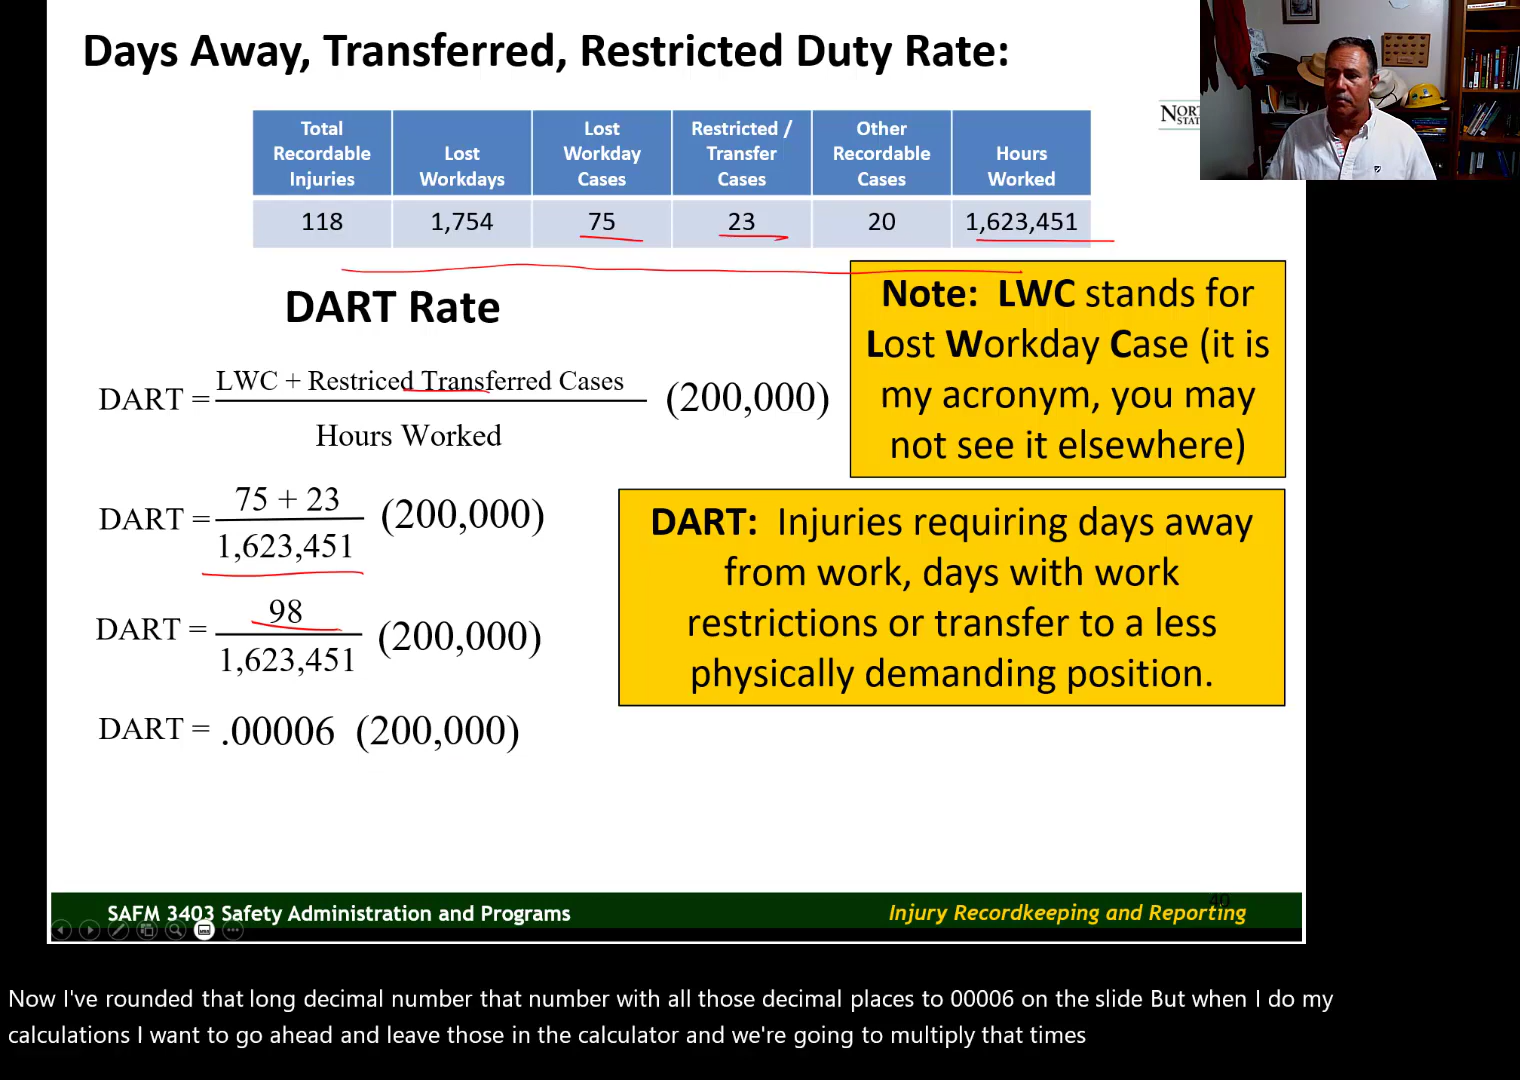 Days Away, Transferred, Restricted Duty Rate:
Total Recordable Injuries
Lost Workdays
Lost Workday Cases
Restricted / Transfer Cases
Other Recordable Cases
Hours Worked
118 1,754 75 23 20 1,623,451
DART Rate
DART = LWC + Restriced Transferred Cases
Hours Worked
(200,000)
DART = 75 + 23
1,623,451
(200,000)
DART = 98
1,623,451
(200,000)
DART = .00006 (200,000)
Note: LWC stands for
Lost Workday Case (it is
my acronym, you may
not see it elsewhere)
DART: Injuries requiring days away
from work, days with work
restrictions or transfer to a less
physically demanding position.
40
SAFM 3403 Safety Administration and Programs
Injury Recordkeeping and Reporting
Now I've rounded that long decimal number that number with all those decimal places to 00006 on the slide But when I do my
calculations I want to go ahead and leave those in the calculator and we're going to multiply that times